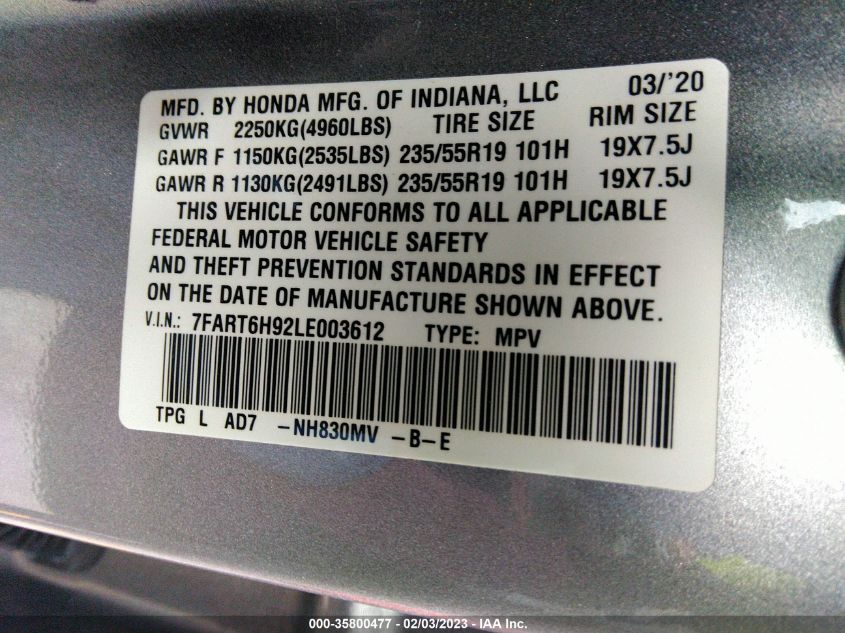 MFD. BY HONDA MFG. OF INDIANA, LLC 03/'20
GVWR 2250KG(4960LBS) TIRE SIZE RIM SIZE
GAWR F 1150KG(2535LBS) 235/55R19 101H 19X7.5J
GAWR R 1130KG(2491LBS) 235/55R19 101H 19X7.5J
THIS VEHICLE CONFORMS TO ALL APPLICABLE
FEDERAL MOTOR VEHICLE SAFETY
AND THEFT PREVENTION STANDARDS IN EFFECT
ON THE DATE OF MANUFACTURE SHOWN ABOVE.
V.I.N.: 7FART6H92LE003612 TYPE: MPV
TPG L AD7 -NH830MV -B-E
000-35800477 - 02/03/2023 - IAA Inc.